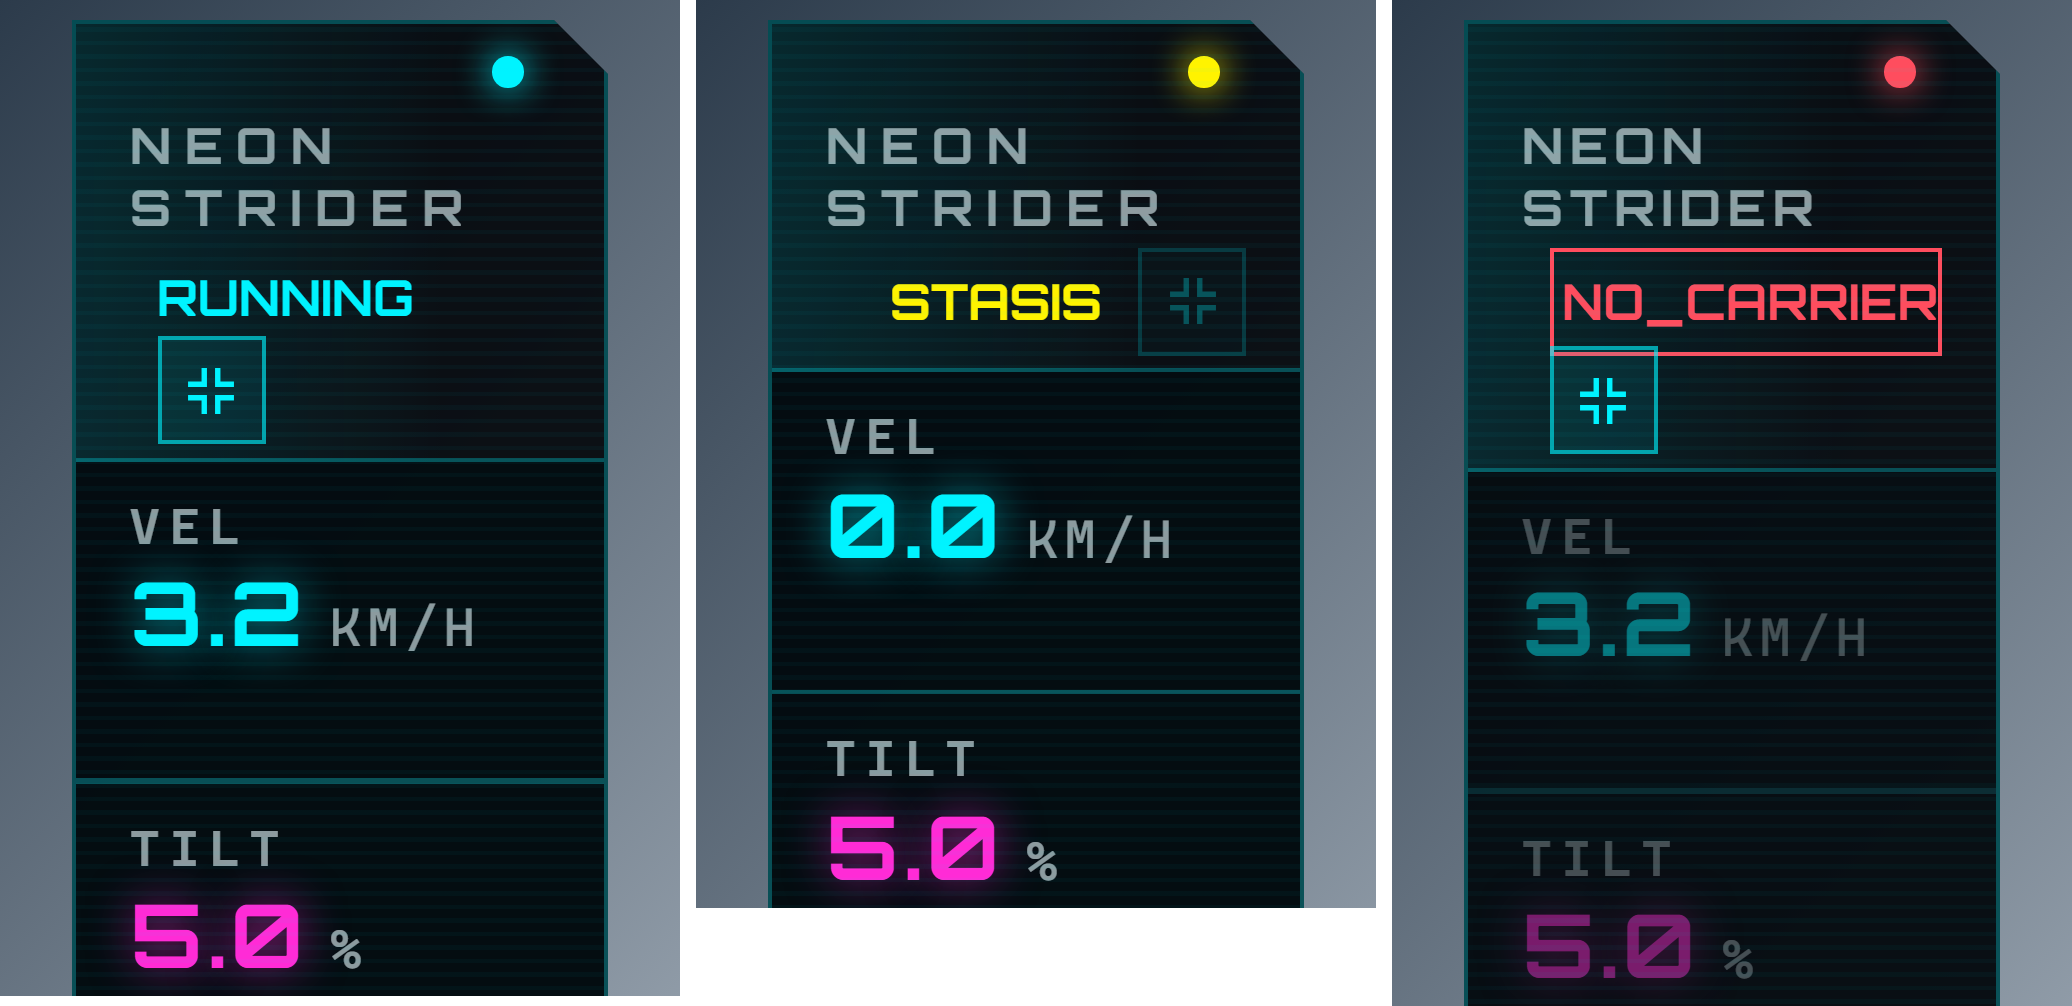 NEON
STRIDER
RUNNING
VEL
3.2 KM/H
TILT
5.0 %
NEON
STRIDER
STASIS
VEL
0.0 KM/H
TILT
5.0 %
NEON
STRIDER
NO_CARRIER
VEL
3.2 KM/H
TILT
5.0 %